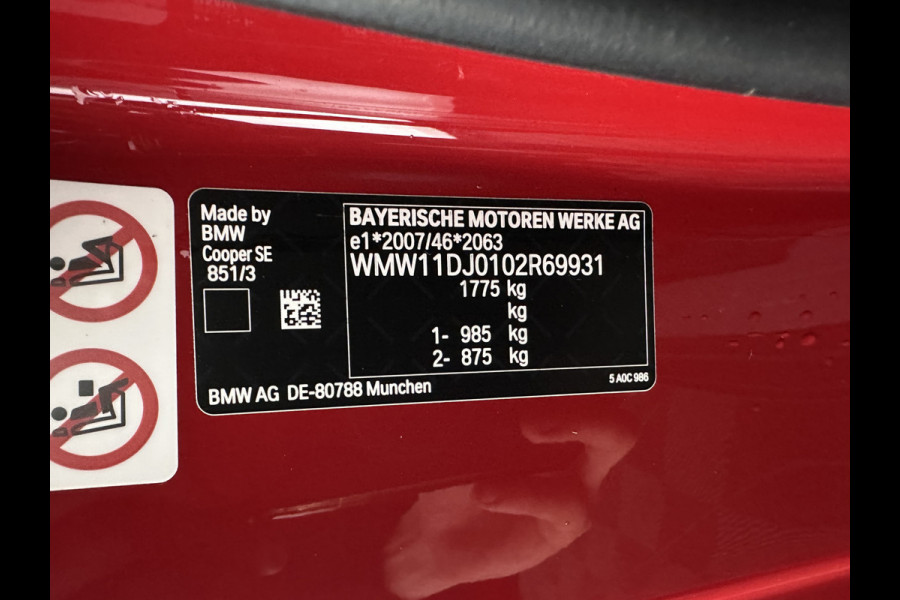 Made by
BMW
Cooper SE
851/3
BAYERISCHE MOTOREN WERKE AG
e1*2007/46*2063
WMW11DJ0102R69931
1775 kg
kg
1- 985 kg
2- 875 kg
BMW AG DE-80788 Munchen
5 A0C 986